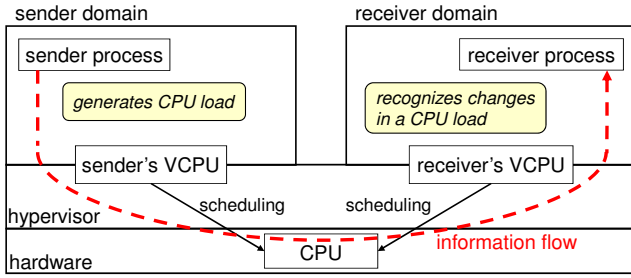 sender domain
receiver domain
sender process
receiver process
generates CPU load
recognizes changes
in a CPU load
sender's VCPU
receiver's VCPU
scheduling
scheduling
hypervisor
information flow
CPU
hardware